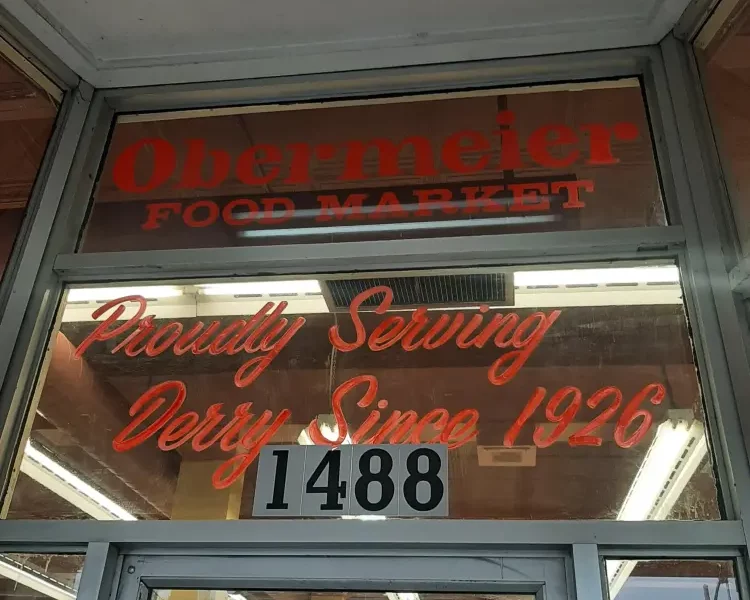 Obermeier
FOOD MARKET
Proudly Serving
Derry Since 1926
1488